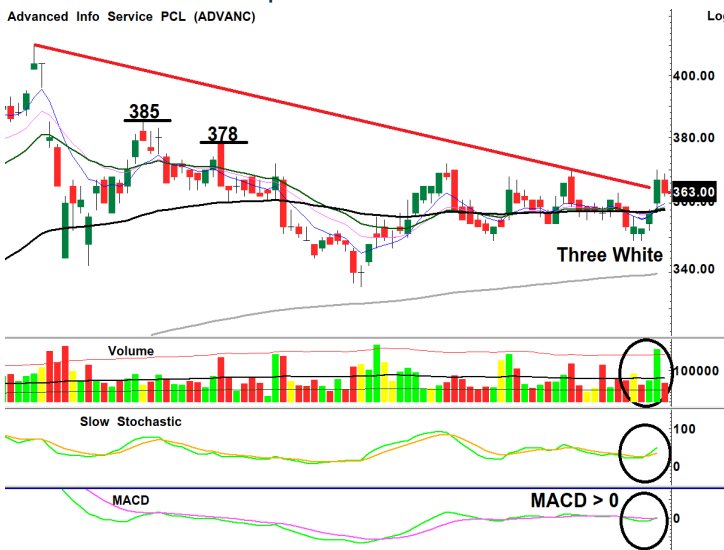 Advanced Info Service PCL (ADVANC)
Lo
400.00
385
380.00
378
363.00
Three White
340.00
Volume
100000
Slow Stochastic
100
0
MACD
MACD > 0
0